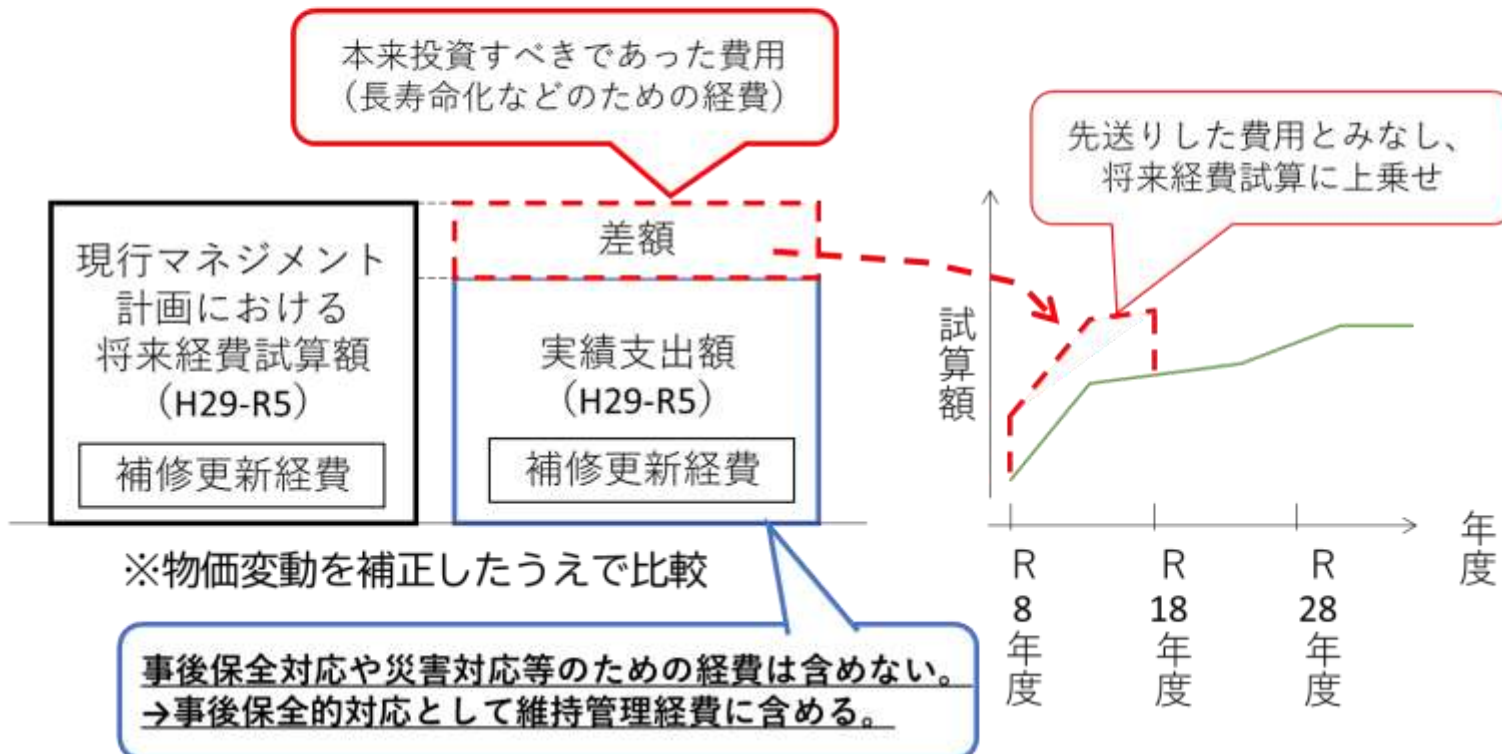 本来投資すべきであった費用
（長寿命化などのための経費）
先送りした費用とみなし、
将来経費試算に上乗せ
現行マネジメント
計画における
将来経費試算額
（H29-R5）
補修更新経費
差額
実績支出額
（H29-R5）
補修更新経費
※物価変動を補正したうえで比較
事後保全対応や災害対応等のための経費は含めない。
→事後保全的対応として維持管理経費に含める。
試算額
R8年度
R18年度
R28年度
年度